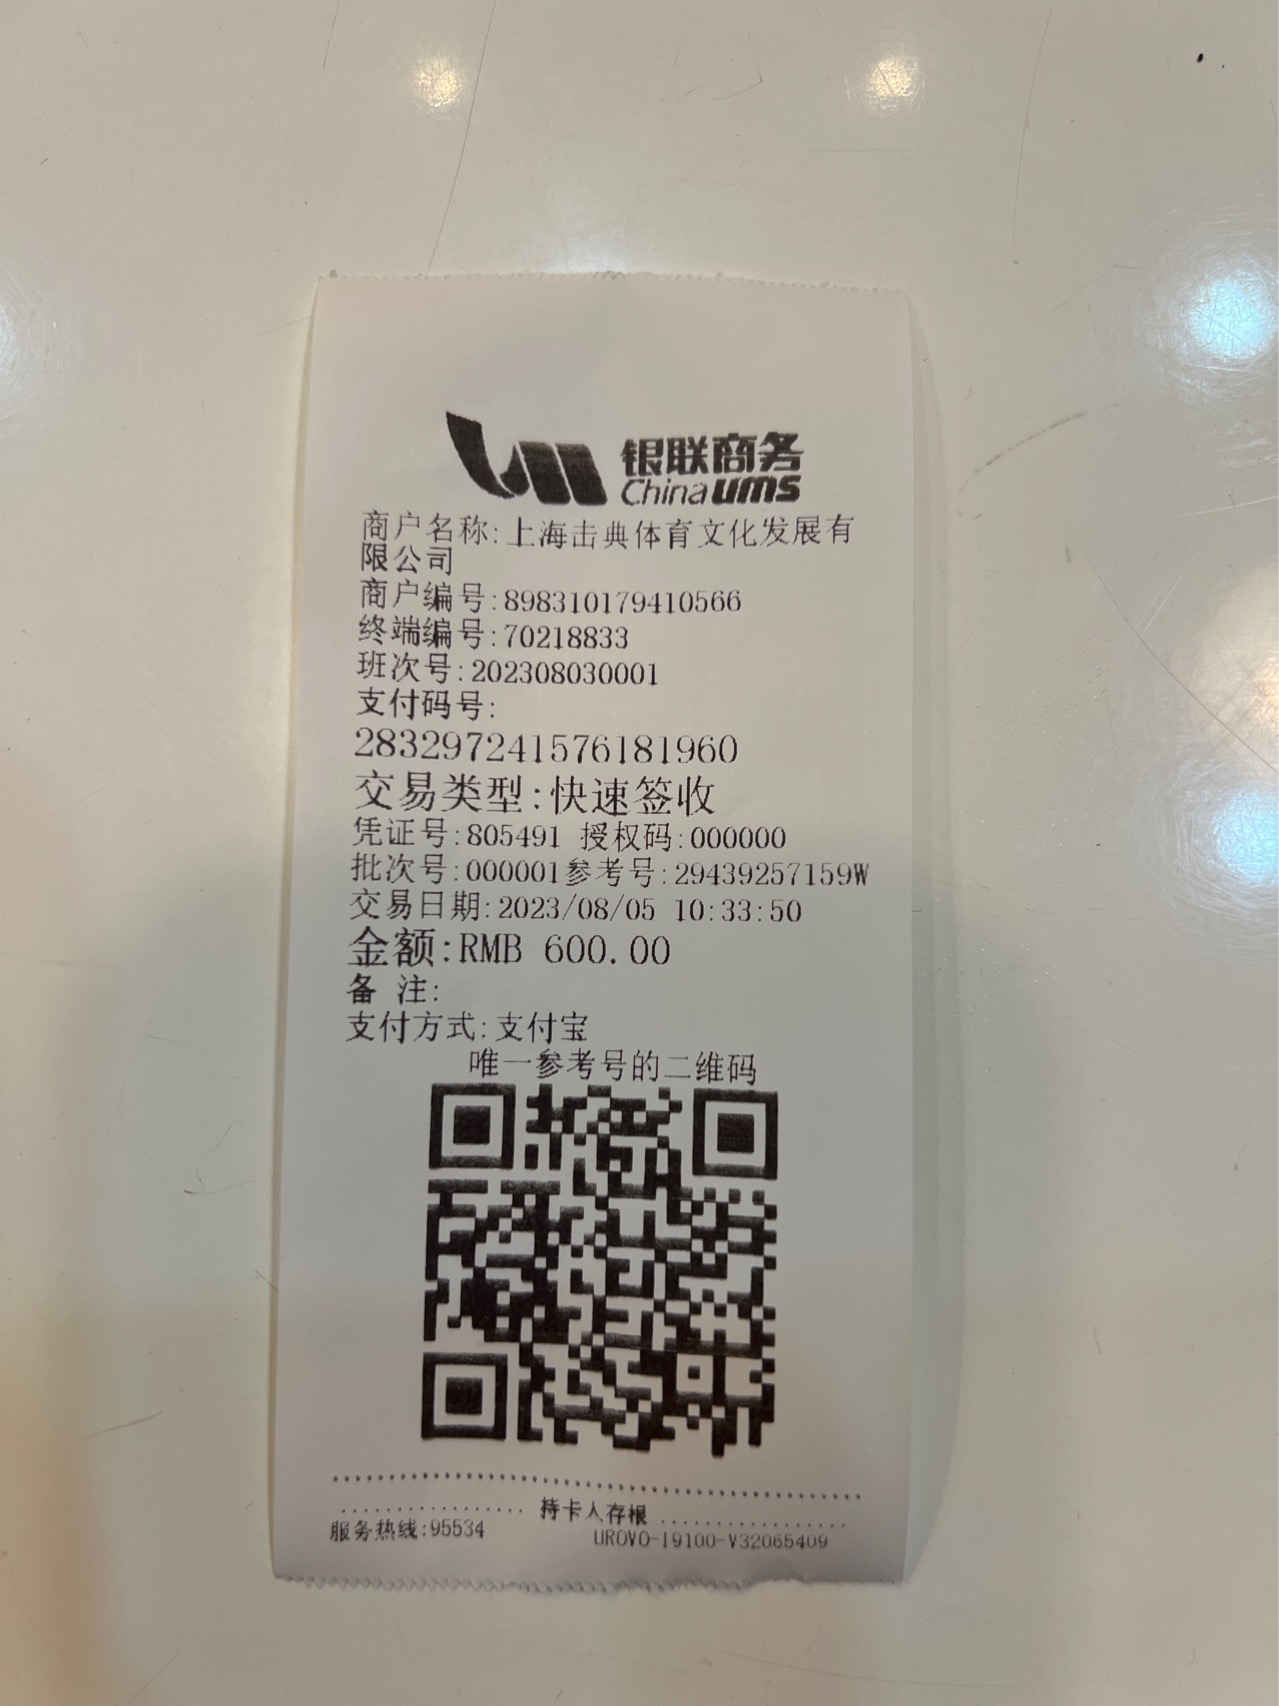 银联商务
China ums
商户名称:上海击典体育文化发展有
限公司
商户编号:898310179410566
终端编号:70218833
班次号:202308030001
支付码号:
283297241576181960
交易类型:快速签收
凭证号:805491 授权码:000000
批次号:000001参考号:29439257159W
交易日期:2023/08/05 10:33:50
金额:RMB 600.00
备 注:
支付方式:支付宝
唯一参考号的二维码
持卡人存根
服务热线:95534 UROVO-I9100-V32065409